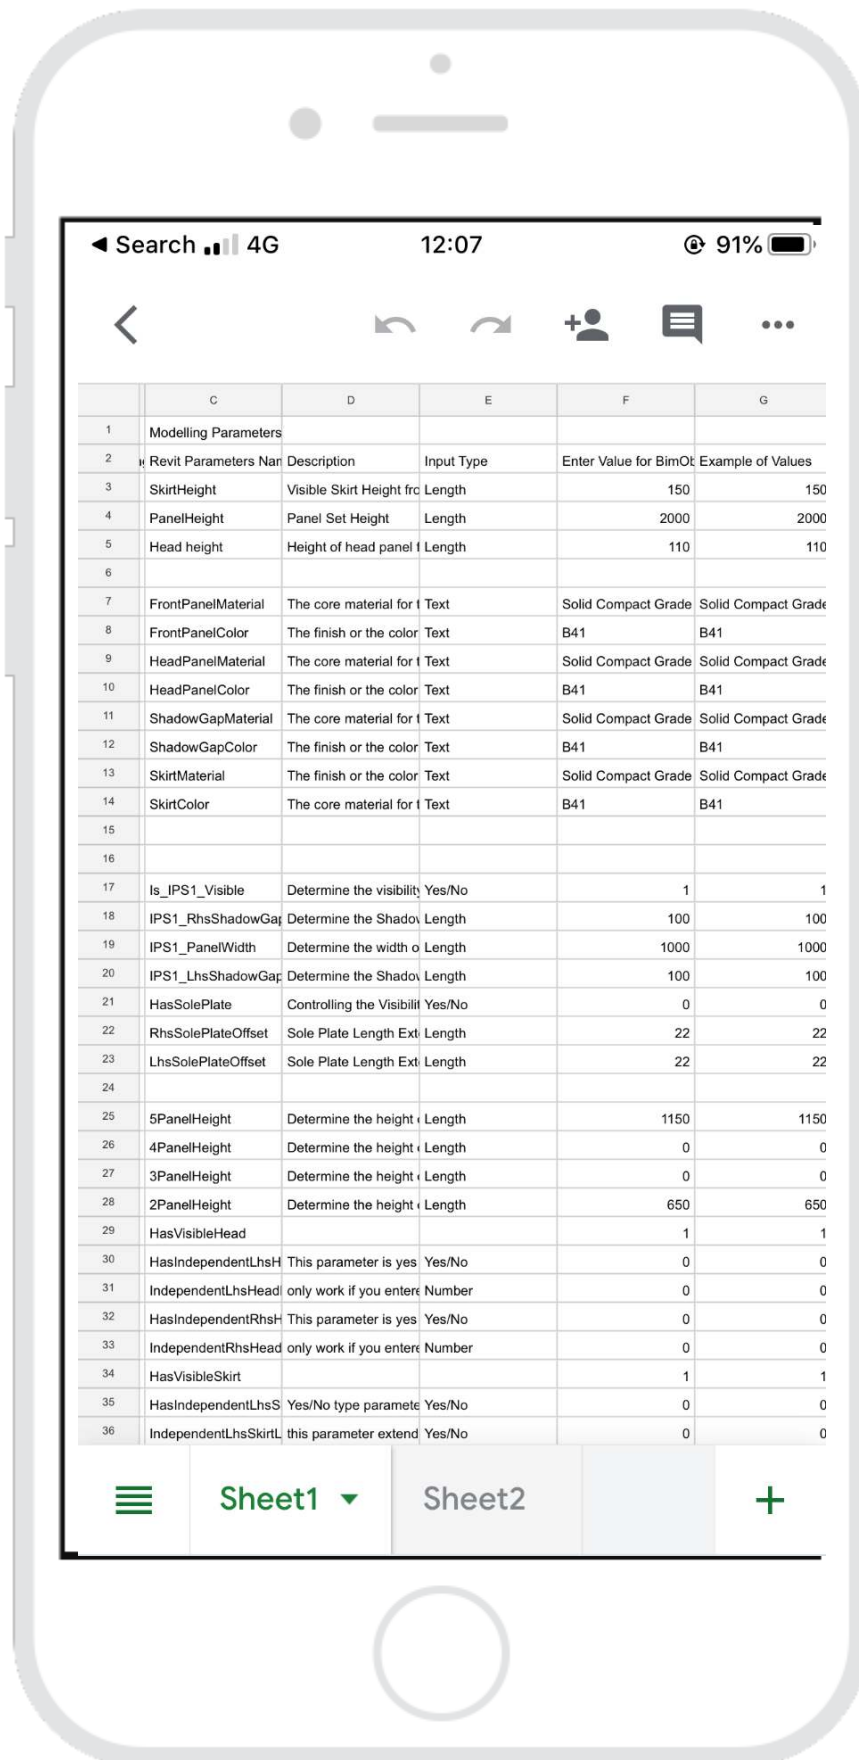 Search 4G 12:07 91%
C D E F G
1 Modelling Parameters
2 Revit Parameters Nar Description Input Type Enter Value for BimOb Example of Values
3 SkirtHeight Visible Skirt Height fro Length 150 150
4 PanelHeight Panel Set Height Length 2000 2000
5 Head height Height of head panel f Length 110 110
6
7 FrontPanelMaterial The core material for t Text Solid Compact Grade Solid Compact Grade
8 FrontPanelColor The finish or the color Text B41 B41
9 HeadPanelMaterial The core material for t Text Solid Compact Grade Solid Compact Grade
10 HeadPanelColor The finish or the color Text B41 B41
11 ShadowGapMaterial The core material for t Text Solid Compact Grade Solid Compact Grade
12 ShadowGapColor The finish or the color Text B41 B41
13 SkirtMaterial The finish or the color Text Solid Compact Grade Solid Compact Grade
14 SkirtColor The core material for t Text B41 B41
15
16
17 Is_IPS1_Visible Determine the visibility Yes/No 1 1
18 IPS1_RhsShadowGap Determine the Shadov Length 100 100
19 IPS1_PanelWidth Determine the width o Length 1000 1000
20 IPS1_LhsShadowGap Determine the Shadov Length 100 100
21 HasSolePlate Controlling the Visibilit Yes/No 0 0
22 RhsSolePlateOffset Sole Plate Length Ext Length 22 22
23 LhsSolePlateOffset Sole Plate Length Ext Length 22 22
24
25 5PanelHeight Determine the height Length 1150 1150
26 4PanelHeight Determine the height Length 0 0
27 3PanelHeight Determine the height Length 0 0
28 2PanelHeight Determine the height Length 650 650
29 HasVisibleHead 1 1
30 HasIndependentLhsH This parameter is yes Yes/No 0 0
31 IndependentLhsHead only work if you entere Number 0 0
32 HasIndependentRhsH This parameter is yes Yes/No 0 0
33 IndependentRhsHead only work if you entere Number 0 0
34 HasVisibleSkirt 1 1
35 HasIndependentLhsS Yes/No type paramete Yes/No 0 0
36 IndependentLhsSkirtL this parameter extend Yes/No 0 0
Sheet1 Sheet2